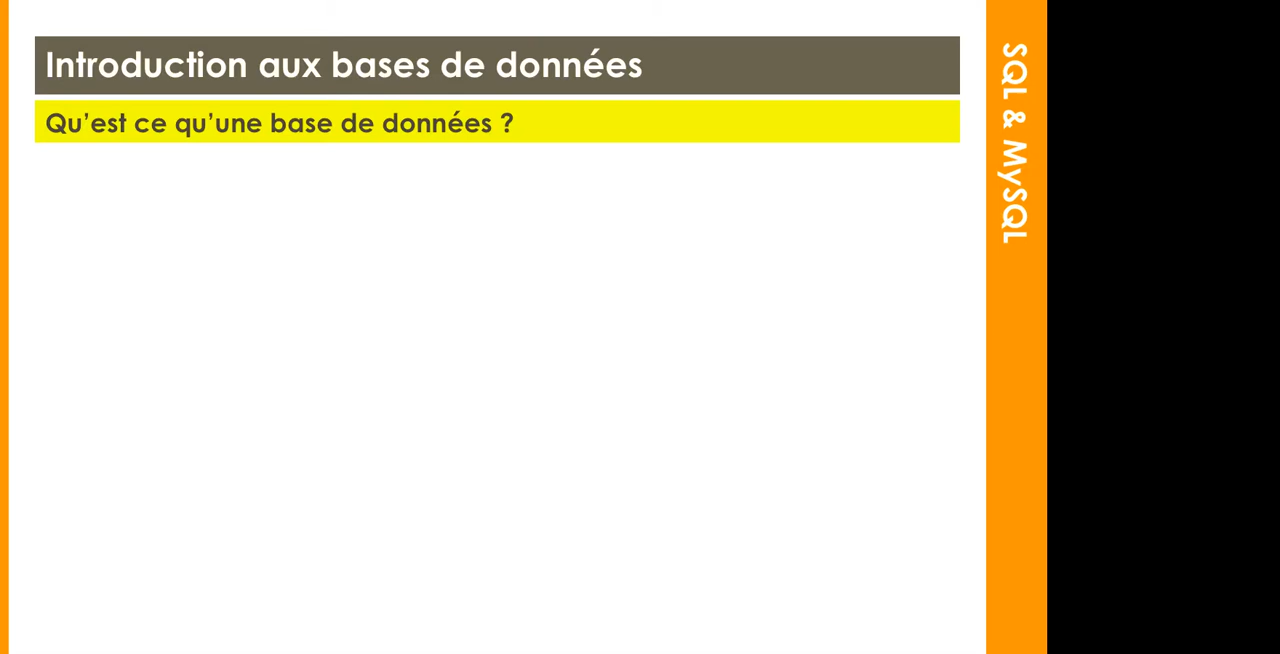 Introduction aux bases de données
Qu’est ce qu’une base de données ?
SQL & MySQL